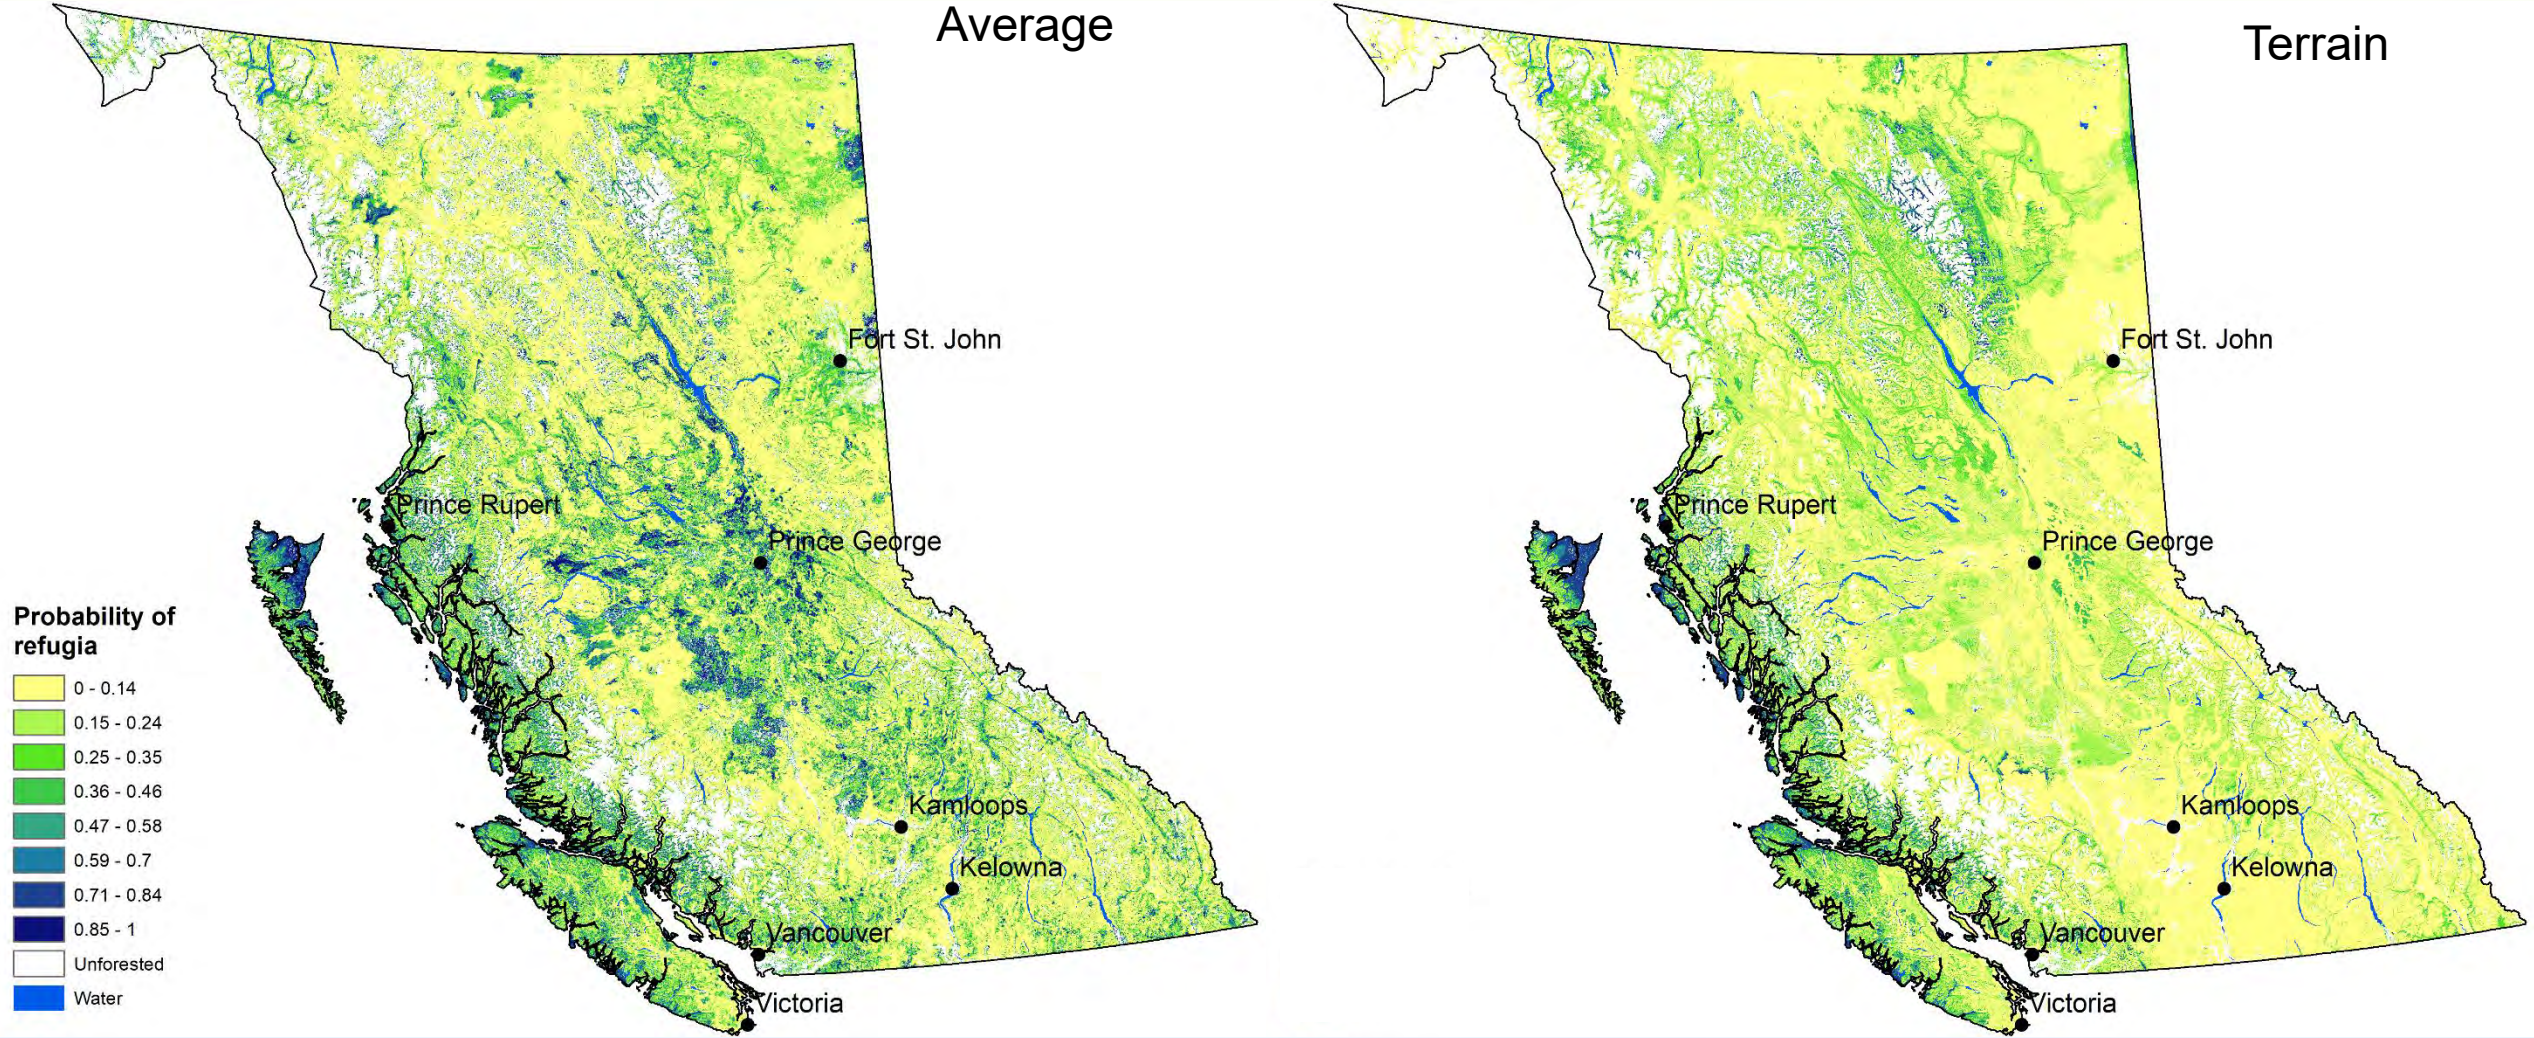 Average
Terrain
Fort St. John
Fort St. John
Prince Rupert
Prince Rupert
Prince George
Prince George
Probability of
refugia
0 - 0.14
0.15 - 0.24
0.25 - 0.35
0.36 - 0.46
0.47 - 0.58
0.59 - 0.7
0.71 - 0.84
0.85 - 1
Unforested
Water
Kamloops
Kamloops
Kelowna
Kelowna
Vancouver
Vancouver
Victoria
Victoria